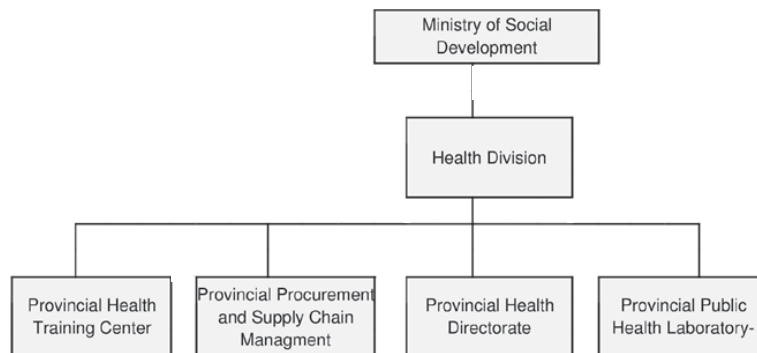 Ministry of Social
Development
Health Division
Provincial Health
Training Center
Provincial Procurement
and Supply Chain
Managment
Provincial Health
Directorate
Provincial Public
Health Laboratory-